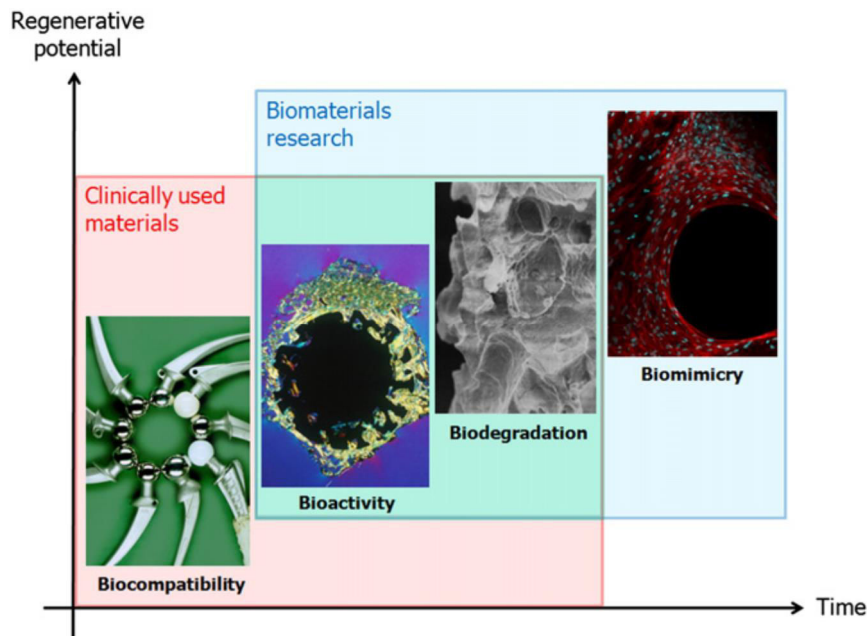 Regenerative
potential
Biomaterials
research
Clinically used
materials
Biomimicry
Biodegradation
Bioactivity
Biocompatibility
Time